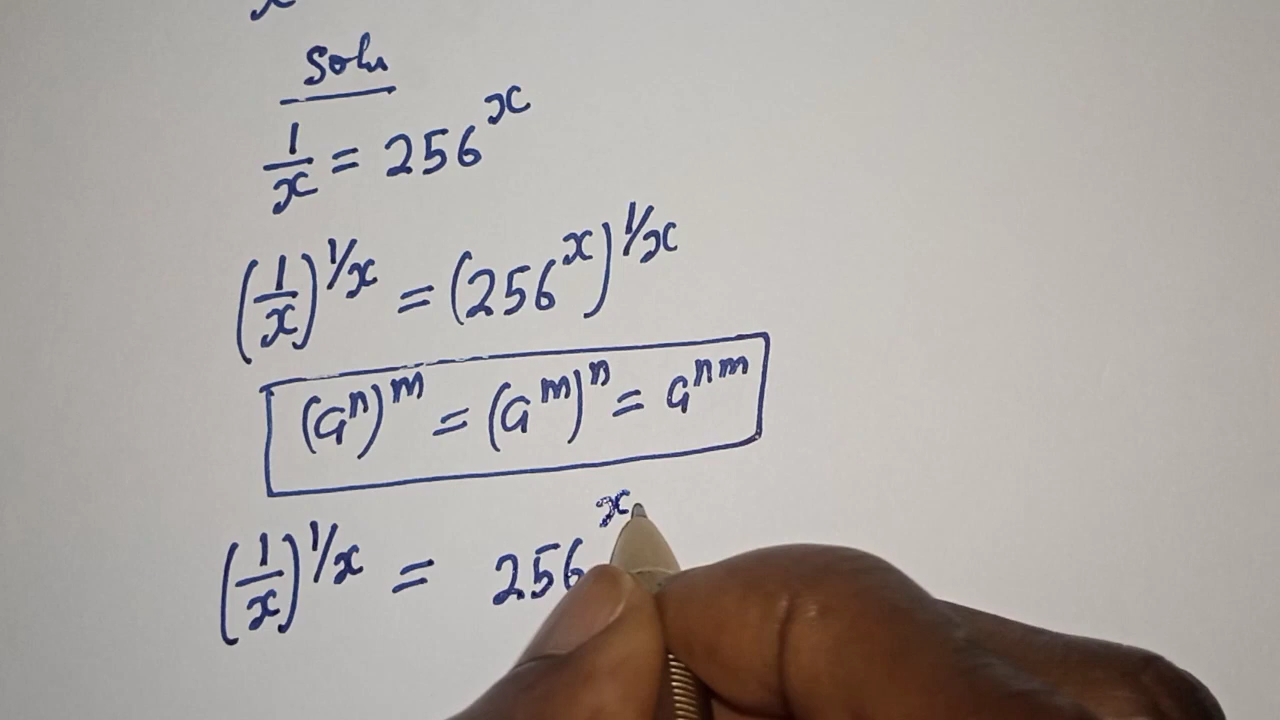 x
Soln
1/x = 256^x
(1/x)^1/x = (256^x)^1/x
(a^n)^m = (a^m)^n = a^nm
(1/x)^1/x = 256^x